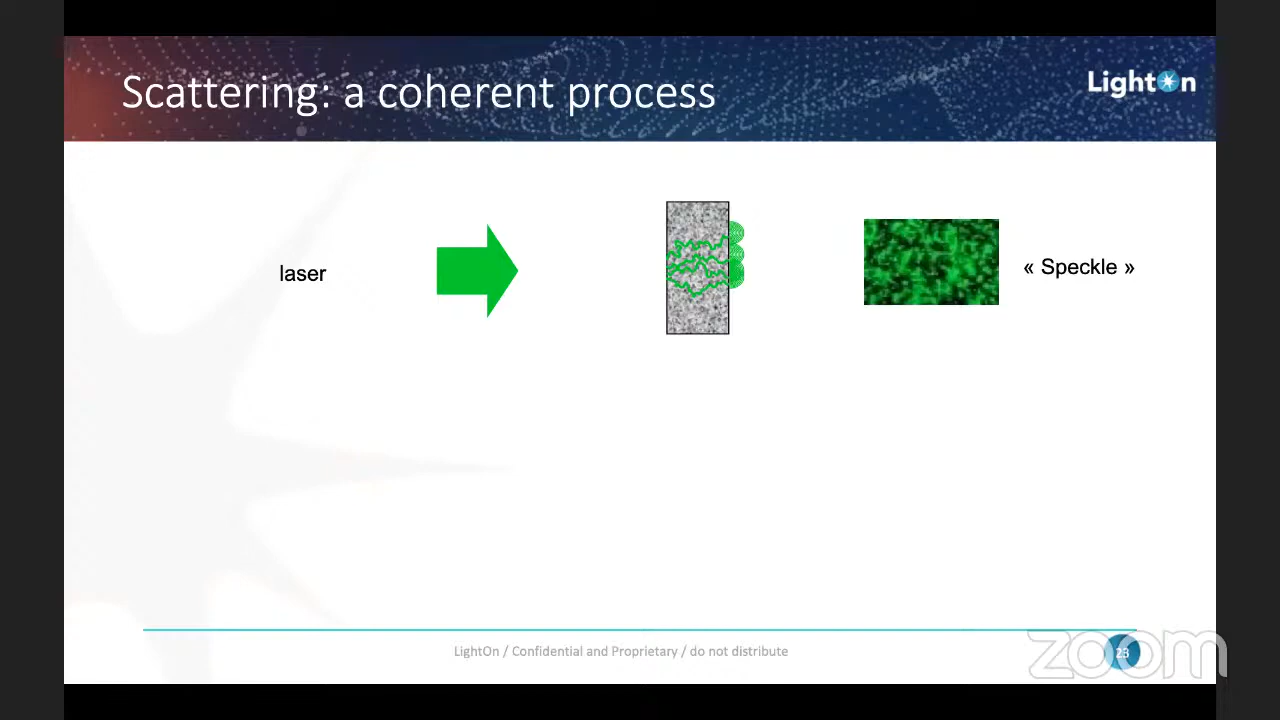 Scattering: a coherent process
LightOn
laser
« Speckle »
LightOn / Confidential and Proprietary / do not distribute
23
zoom